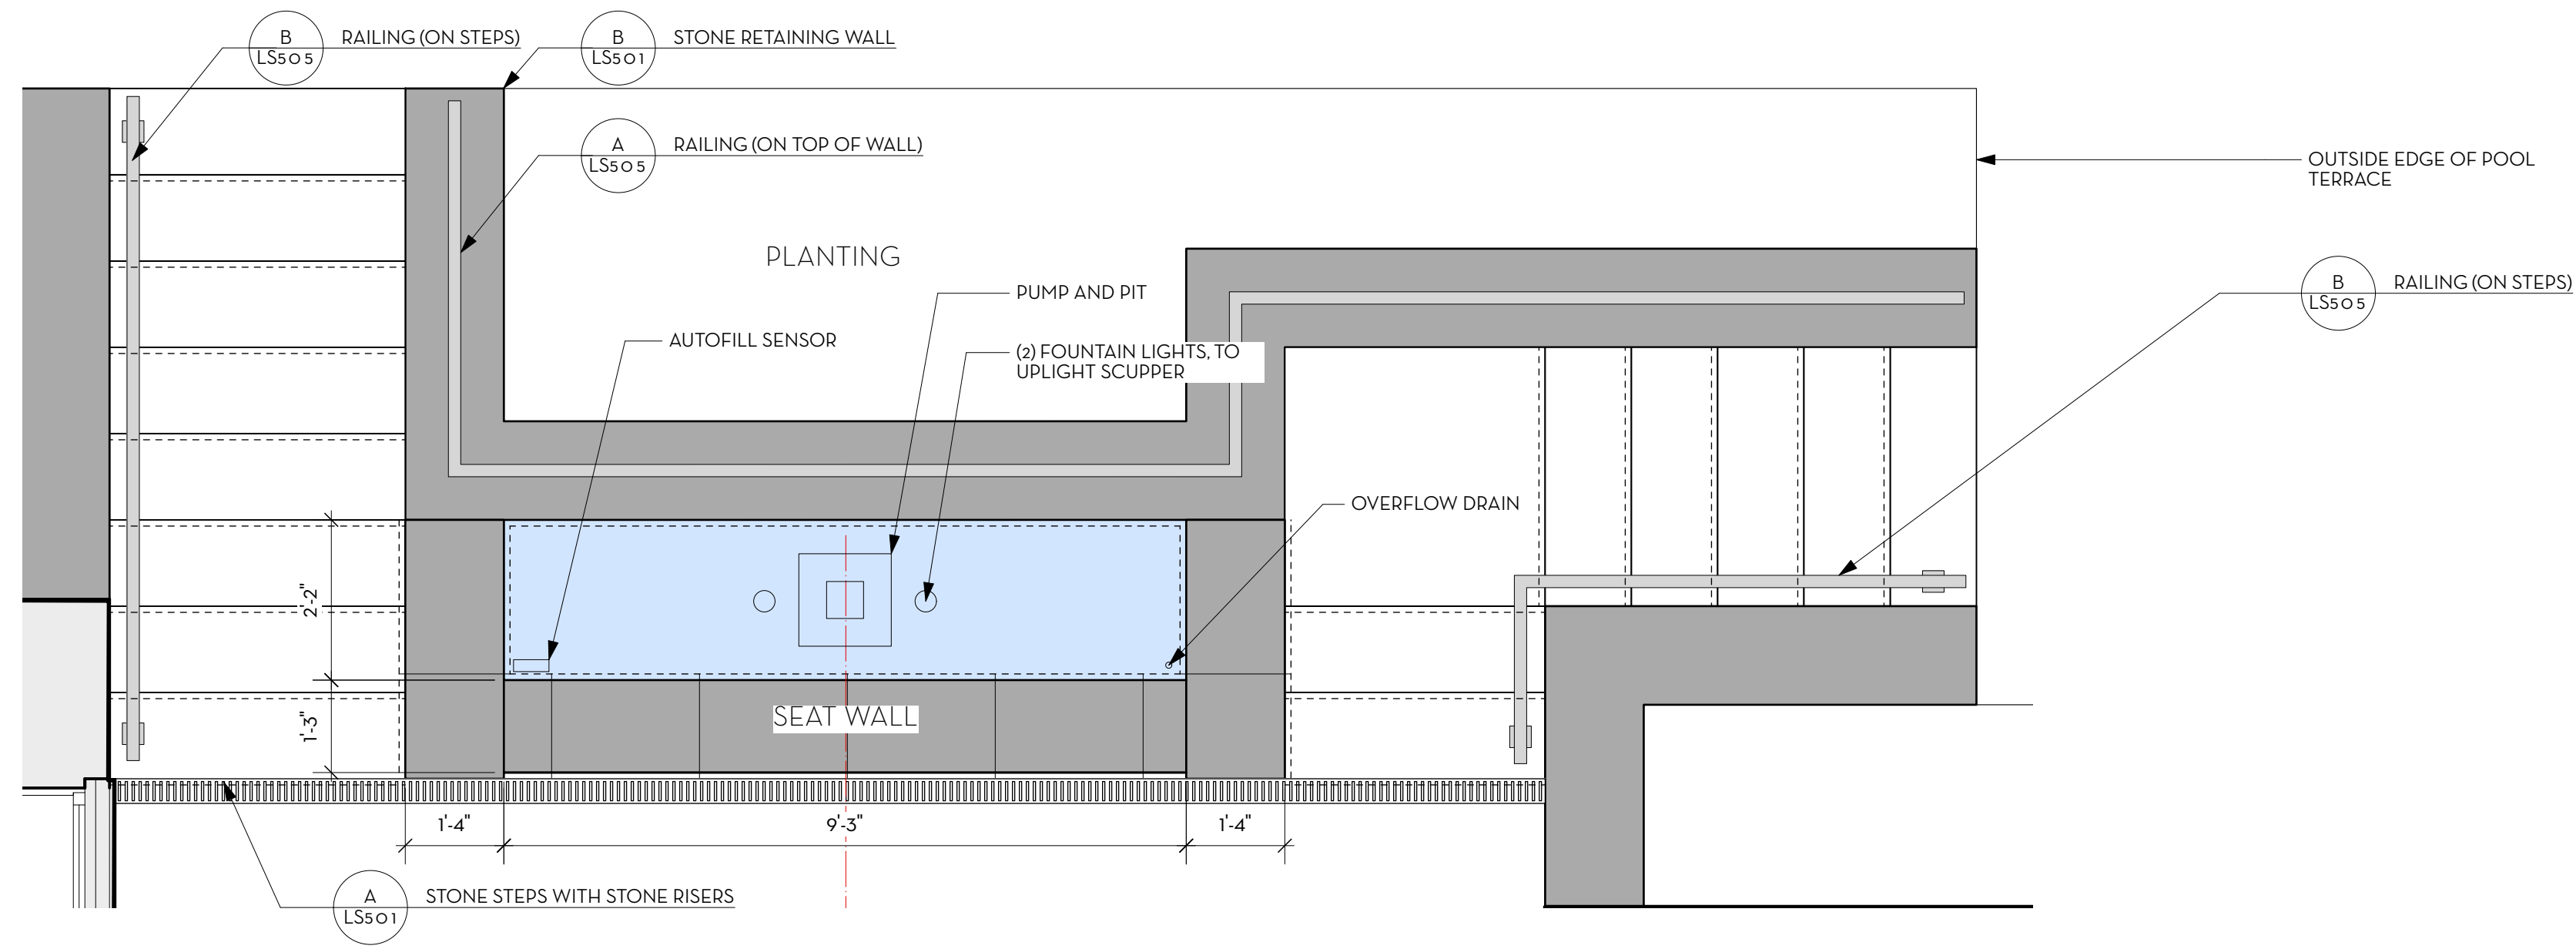 B
LS505
RAILING (ON STEPS)
B
LS501
STONE RETAINING WALL
A
LS505
RAILING (ON TOP OF WALL)
OUTSIDE EDGE OF POOL
TERRACE
PLANTING
PUMP AND PIT
B
LS505
RAILING (ON STEPS)
AUTOFILL SENSOR
(2) FOUNTAIN LIGHTS, TO
UPLIGHT SCUPPER
OVERFLOW DRAIN
2'-2"
1'-3"
SEAT WALL
1'-4"
9'-3"
1'-4"
A
LS501
STONE STEPS WITH STONE RISERS